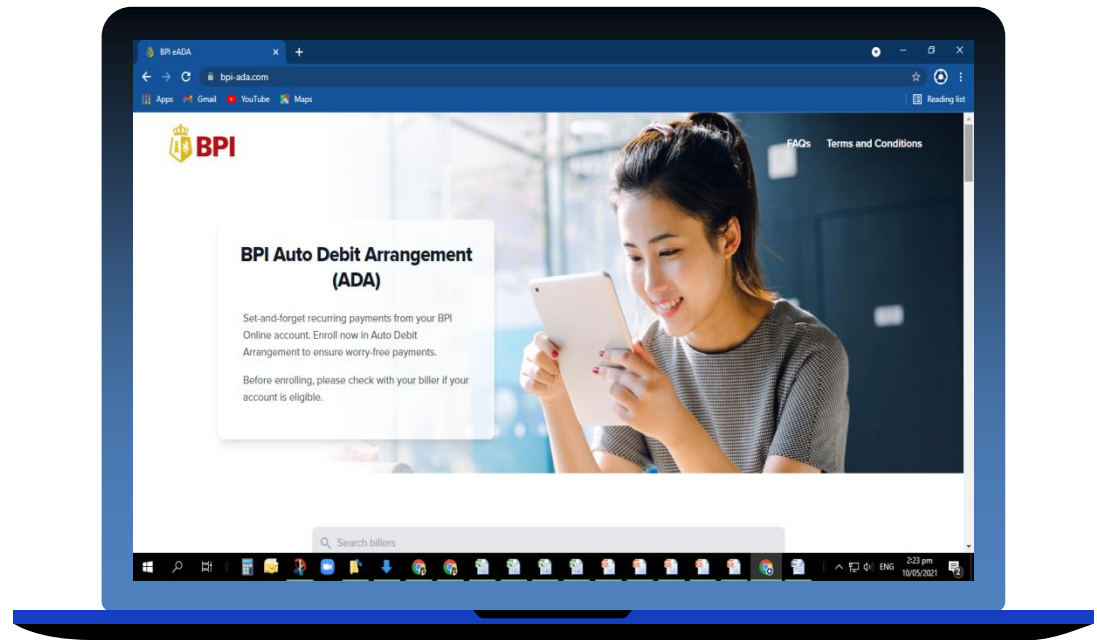 BPI eADA
bpi-ada.com
Apps Gmail YouTube Maps Reading list
BPI
FAQs Terms and Conditions
BPI Auto Debit Arrangement
(ADA)
Set-and-forget recurring payments from your BPI
Online account. Enroll now in Auto Debit
Arrangement to ensure worry-free payments.
Before enrolling, please check with your biller if your
account is eligible.
Search billers
ENG
2:23 pm
10/05/2021
2